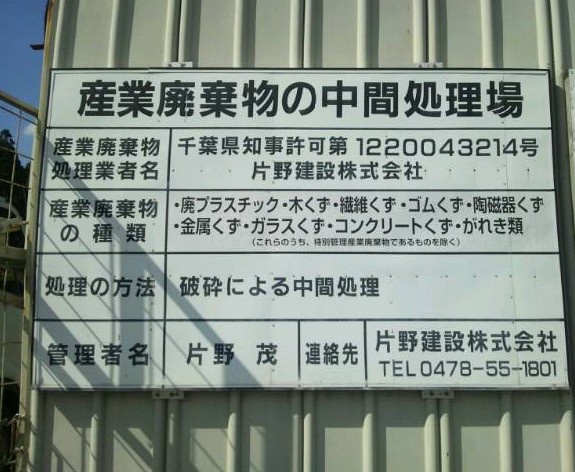 産業廃棄物の中間処理場
産業廃棄物
処理業者名
千葉県知事許可第1220043214号
片野建設株式会社
産業廃棄物
の種類
・廃プラスチック・木くず・繊維くず・ゴムくず・陶磁器くず
・金属くず・ガラスくず・コンクリートくず・がれき類
(これらのうち、特別管理産業廃棄物であるものを除く)
処理の方法
破砕による中間処理
管理者名
片野 茂
連絡先
片野建設株式会社
TEL0478-55-1801